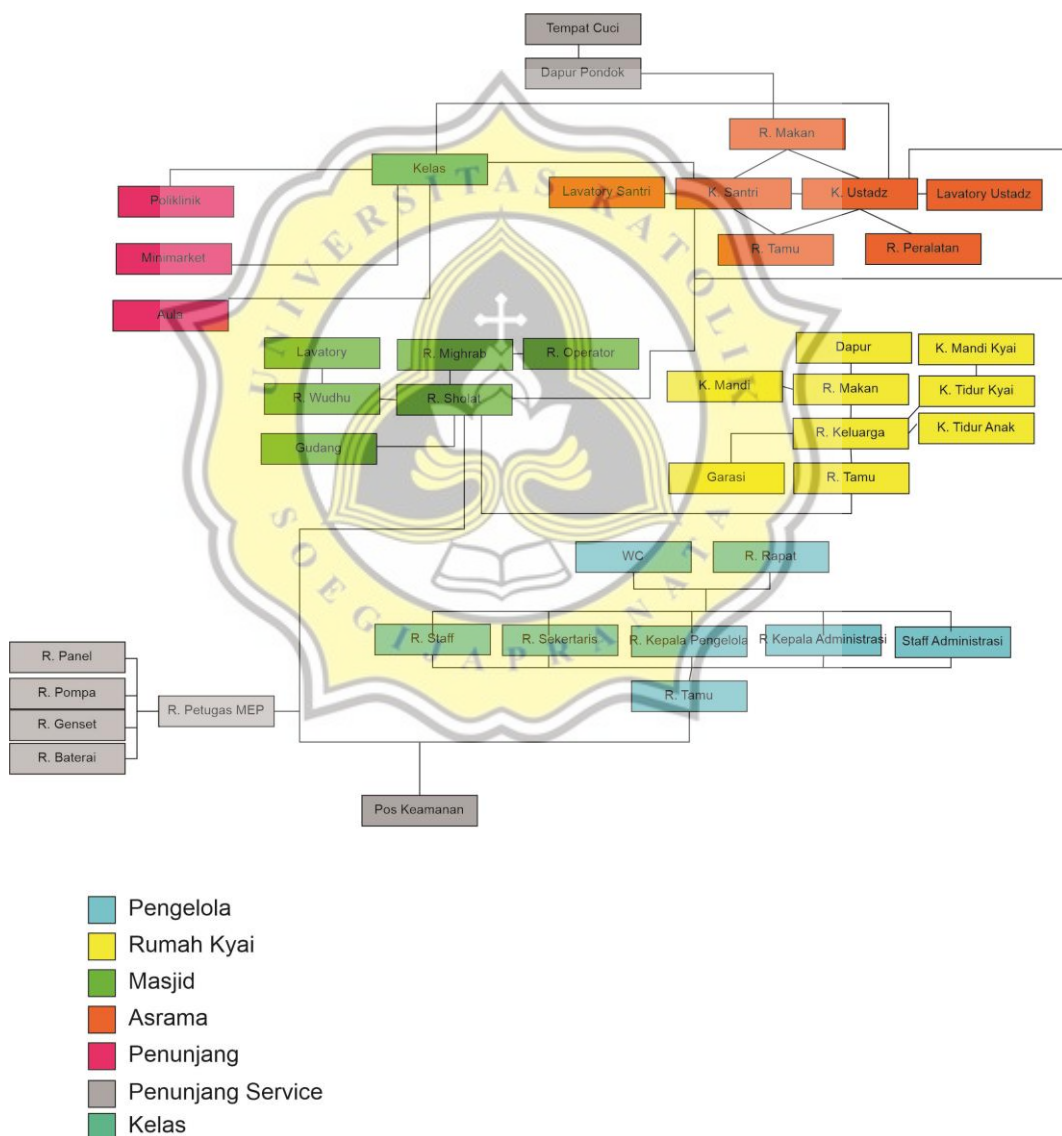 Tempat Cuci
Dapur Pondok
R. Makan
Kelas
Lavatory Santri
K. Santri
K. Ustadz
Lavatory Ustadz
Poliklinik
R. Tamu
R. Peralatan
Minimarket
Aula
Lavatory
R. Mighrab
R. Operator
Dapur
K. Mandi Kyai
K. Mandi
R. Makan
K. Tidur Kyai
R. Wudhu
R. Sholat
R. Keluarga
K. Tidur Anak
Gudang
Garasi
R. Tamu
WC
R. Rapat
R. Staff
R. Sekertaris
R. Kepala Pengelola
R Kepala Administrasi
Staff Administrasi
R. Panel
R. Pompa
R. Genset
R. Baterai
R. Petugas MEP
R. Tamu
Pos Keamanan
UNIVERSITAS KATOLIK
SOEGIJAPRANATA
Pengelola
Rumah Kyai
Masjid
Asrama
Penunjang
Penunjang Service
Kelas